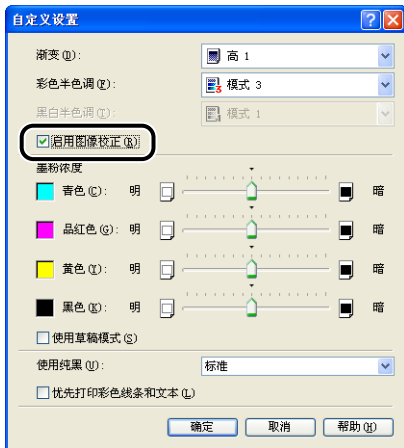 自定义设置
渐变(D): 高 1
彩色半色调(F): 模式 3
黑白半色调(T): 模式 1
启用图像校正(R)
墨粉浓度
青色(C): 明 暗
品红色(G): 明 暗
黄色(Y): 明 暗
黑色(K): 明 暗
使用草稿模式(S)
使用纯黑(U): 标准
优先打印彩色线条和文本(L)
确定 取消 帮助(H)